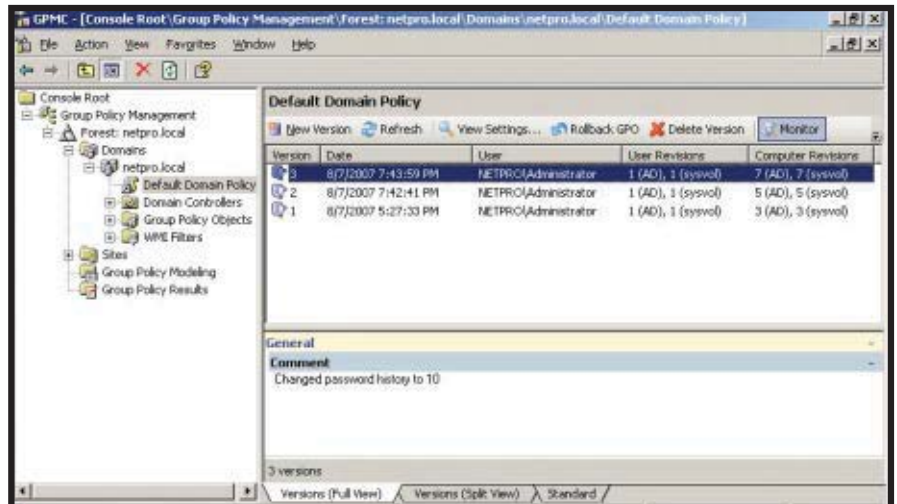 GPMC - [Console Root\Group Policy Management\Forest: netpro.local\Domains\netpro.local\Default Domain Policy]
File Action View Favorites Window Help
Console Root
Group Policy Management
Forest: netpro.local
Domains
netpro.local
Default Domain Policy
Domain Controllers
Group Policy Objects
WMI Filters
Sites
Group Policy Modeling
Group Policy Results
Default Domain Policy
New Version Refresh View Settings... Rollback GPO Delete Version Monitor
Version Date User User Revisions Computer Revisions
3 8/7/2007 7:43:59 PM NETPRO\Administrator 1 (AD), 1 (sysvol) 7 (AD), 7 (sysvol)
2 8/7/2007 7:42:41 PM NETPRO\Administrator 1 (AD), 1 (sysvol) 5 (AD), 5 (sysvol)
1 8/7/2007 5:27:33 PM NETPRO\Administrator 1 (AD), 1 (sysvol) 3 (AD), 3 (sysvol)
General
Comment
Changed password history to 10
3 versions
Versions (Full View) Versions (Split View) Standard